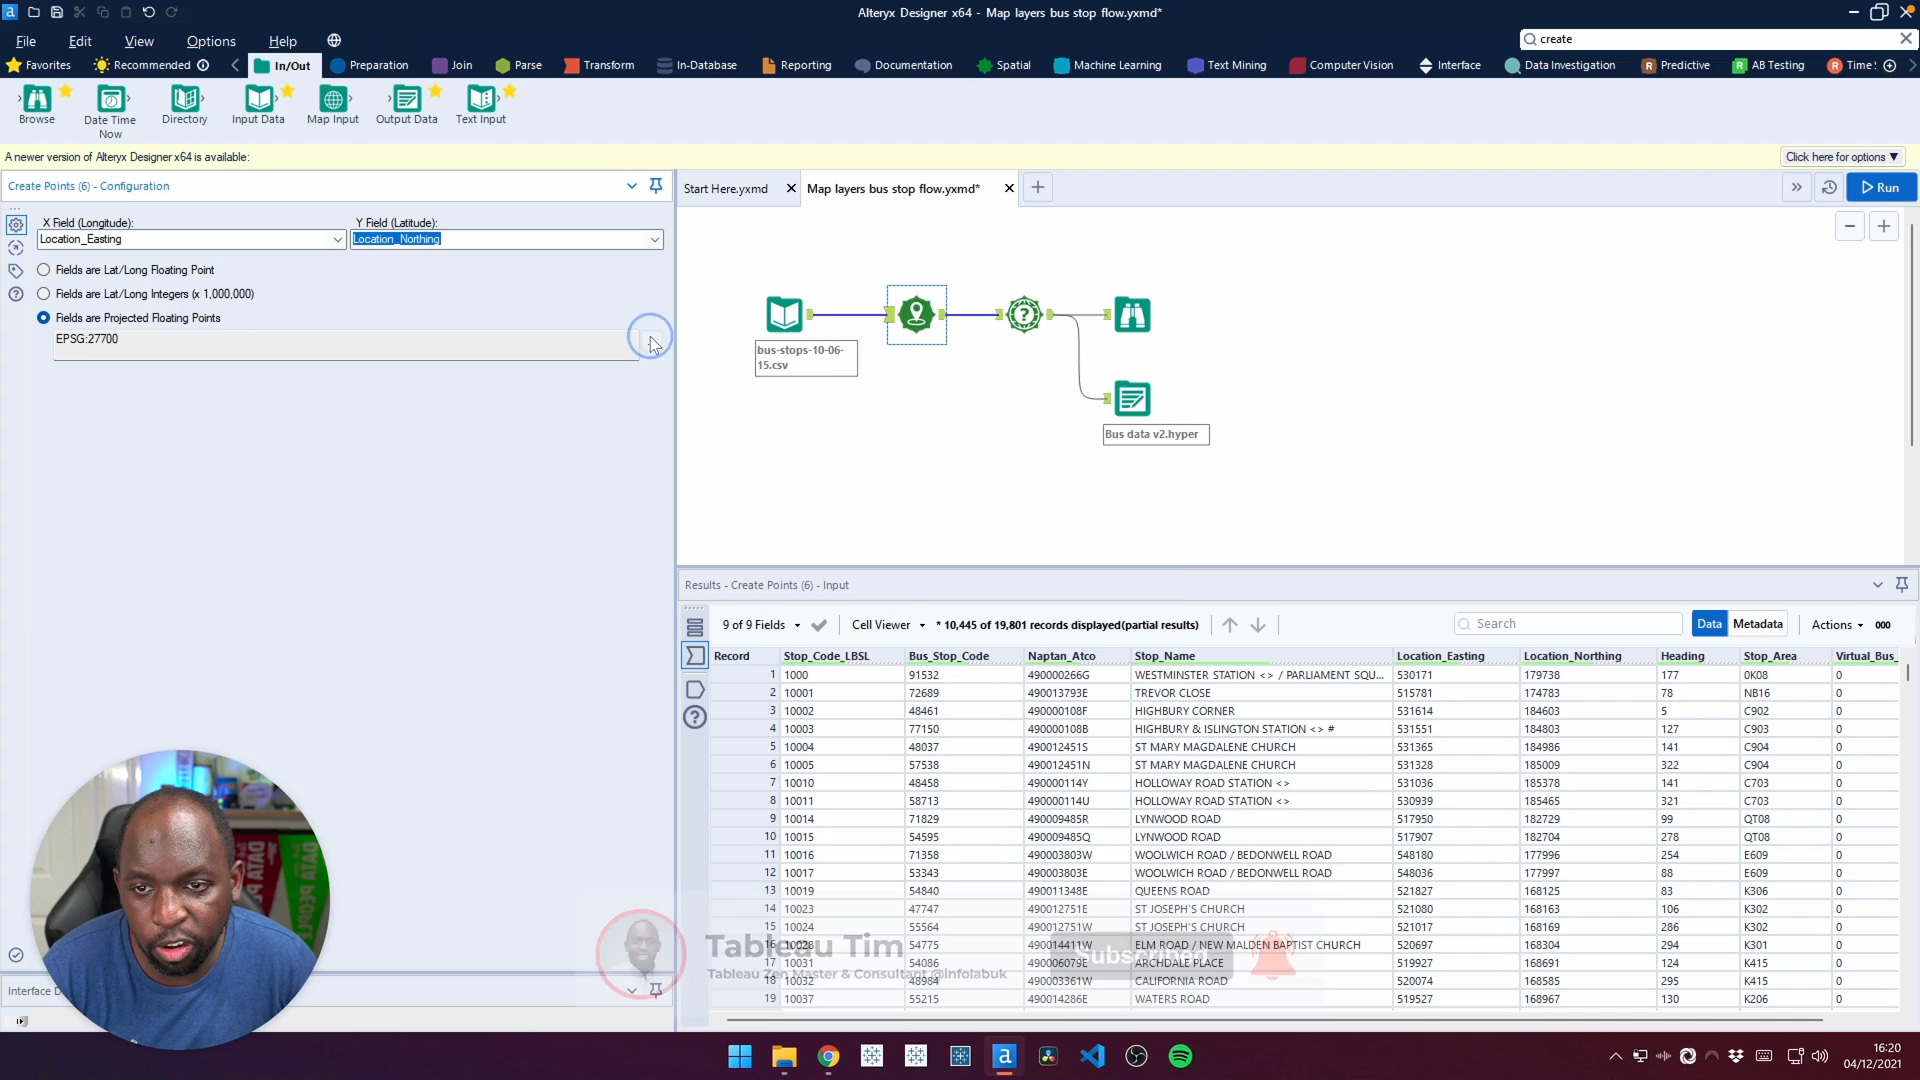 Alteryx Designer x64 - Map layers bus stop flow.yxmd*
File Edit View Options Help
create
Favorites Recommended In/Out Preparation Join Parse Transform In-Database Reporting Documentation Spatial Machine Learning Text Mining Computer Vision Interface Data Investigation Predictive AB Testing Time
Browse Date Time Now Directory Input Data Map Input Output Data Text Input
A newer version of Alteryx Designer x64 is available:
Click here for options ▼
Create Points (6) - Configuration
X Field (Longitude): Y Field (Latitude):
Location_Easting Location_Northing
Fields are Lat/Long Floating Point
Fields are Lat/Long Integers (x 1,000,000)
Fields are Projected Floating Points
EPSG:27700
Start Here.yxmd Map layers bus stop flow.yxmd*
Run
bus-stops-10-06-
15.csv
Bus data v2.hyper
Results - Create Points (6) - Input
9 of 9 Fields Cell Viewer * 10,445 of 19,801 records displayed(partial results) Search Data Metadata Actions 000
Record Stop_Code_LBSL Bus_Stop_Code Naptan_Atco Stop_Name Location_Easting Location_Northing Heading Stop_Area Virtual_Bus_
1 1000 91532 490000266G WESTMINSTER STATION <> / PARLIAMENT SQU... 530171 179738 177 0K08 0
2 10001 72689 490013793E TREVOR CLOSE 515781 174783 78 NB16 0
3 10002 48461 490000108F HIGHBURY CORNER 531614 184603 5 C902 0
4 10003 77150 490000108B HIGHBURY & ISLINGTON STATION <> # 531551 184803 127 C903 0
5 10004 48037 490012451S ST MARY MAGDALENE CHURCH 531365 184986 141 C904 0
6 10005 57538 490012451N ST MARY MAGDALENE CHURCH 531328 185009 322 C904 0
7 10010 48458 490000114Y HOLLOWAY ROAD STATION <> 531036 185378 141 C703 0
8 10011 58713 490000114U HOLLOWAY ROAD STATION <> 530939 185465 321 C703 0
9 10014 71829 490009485R LYNWOOD ROAD 517950 182729 99 QT08 0
10 10015 54595 490009485Q LYNWOOD ROAD 517907 182704 278 QT08 0
11 10016 71358 490003803W WOOLWICH ROAD / BEDONWELL ROAD 548180 177996 254 E609 0
12 10017 53343 490003803E WOOLWICH ROAD / BEDONWELL ROAD 548036 177997 88 E609 0
13 10019 54840 490011348E QUEENS ROAD 521827 168125 83 K306 0
14 10023 47747 490012751E ST JOSEPH'S CHURCH 521080 168163 106 K302 0
15 10024 55564 490012751W ST JOSEPH'S CHURCH 521017 168169 286 K302 0
16 10028 54775 490014411W ELM ROAD / NEW MALDEN BAPTIST CHURCH 520697 168304 294 K301 0
17 10031 54086 490006079E ARCHDALE PLACE 519927 168691 124 K415 0
18 10032 48984 490003361W CALIFORNIA ROAD 520074 168585 295 K415 0
19 10037 55215 490014286E WATERS ROAD 519527 168967 130 K206 0
Tableau Tim
Tableau Zen Master & Consultant @infolabuk
Subscribed
Interface D
16:20
04/12/2021